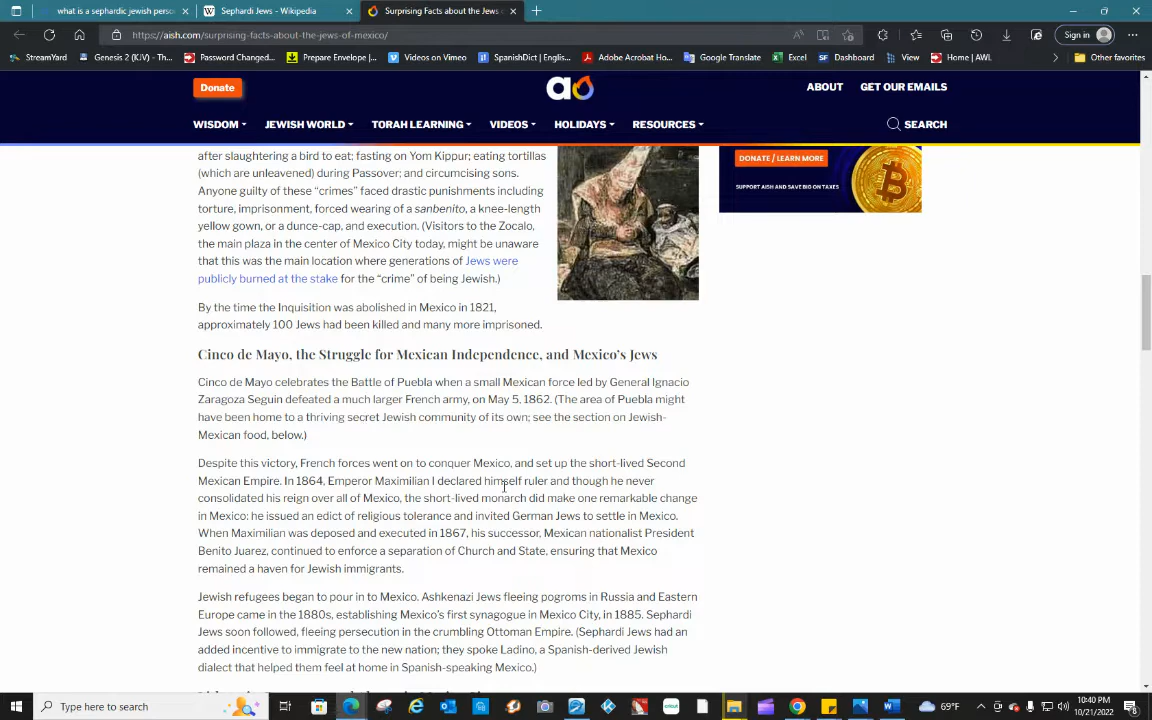 what is a sephardic jewish pers
Sephardi Jews - Wikipedia
Surprising Facts about the Jews
https://aish.com/surprising-facts-about-the-jews-of-mexico/
Sign in
StreamYard
Genesis 2 (KJV) - Th...
Password Changed...
Prepare Envelope |...
Videos on Vimeo
SpanishDict | Englis...
Adobe Acrobat Ho...
Google Translate
Excel
Dashboard
View
Home | AWL
Other favorites
Donate
ABOUT
GET OUR EMAILS
WISDOM
JEWISH WORLD
TORAH LEARNING
VIDEOS
HOLIDAYS
RESOURCES
SEARCH
after slaughtering a bird to eat; fasting on Yom Kippur; eating tortillas
(which are unleavened) during Passover; and circumcising sons.
Anyone guilty of these “crimes” faced drastic punishments including
torture, imprisonment, forced wearing of a sanbenito, a knee-length
yellow gown, or a dunce-cap, and execution. (Visitors to the Zocalo,
the main plaza in the center of Mexico City today, might be unaware
that this was the main location where generations of Jews were
publicly burned at the stake for the “crime” of being Jewish.)
DONATE / LEARN MORE
SUPPORT AISH AND SAVE BIG ON TAXES
By the time the Inquisition was abolished in Mexico in 1821,
approximately 100 Jews had been killed and many more imprisoned.
Cinco de Mayo, the Struggle for Mexican Independence, and Mexico’s Jews
Cinco de Mayo celebrates the Battle of Puebla when a small Mexican force led by General Ignacio
Zaragoza Seguin defeated a much larger French army, on May 5, 1862. (The area of Puebla might
have been home to a thriving secret Jewish community of its own; see the section on Jewish-
Mexican food, below.)
Despite this victory, French forces went on to conquer Mexico, and set up the short-lived Second
Mexican Empire. In 1864, Emperor Maximilian I declared himself ruler and though he never
consolidated his reign over all of Mexico, the short-lived monarch did make one remarkable change
in Mexico: he issued an edict of religious tolerance and invited German Jews to settle in Mexico.
When Maximilian was deposed and executed in 1867, his successor, Mexican nationalist President
Benito Juarez, continued to enforce a separation of Church and State, ensuring that Mexico
remained a haven for Jewish immigrants.
Jewish refugees began to pour in to Mexico. Ashkenazi Jews fleeing pogroms in Russia and Eastern
Europe came in the 1880s, establishing Mexico’s first synagogue in Mexico City, in 1885. Sephardi
Jews soon followed, fleeing persecution in the crumbling Ottoman Empire. (Sephardi Jews had an
added incentive to immigrate to the new nation; they spoke Ladino, a Spanish-derived Jewish
dialect that helped them feel at home in Spanish-speaking Mexico.)
Type here to search
69°F
10:40 PM
10/21/2022